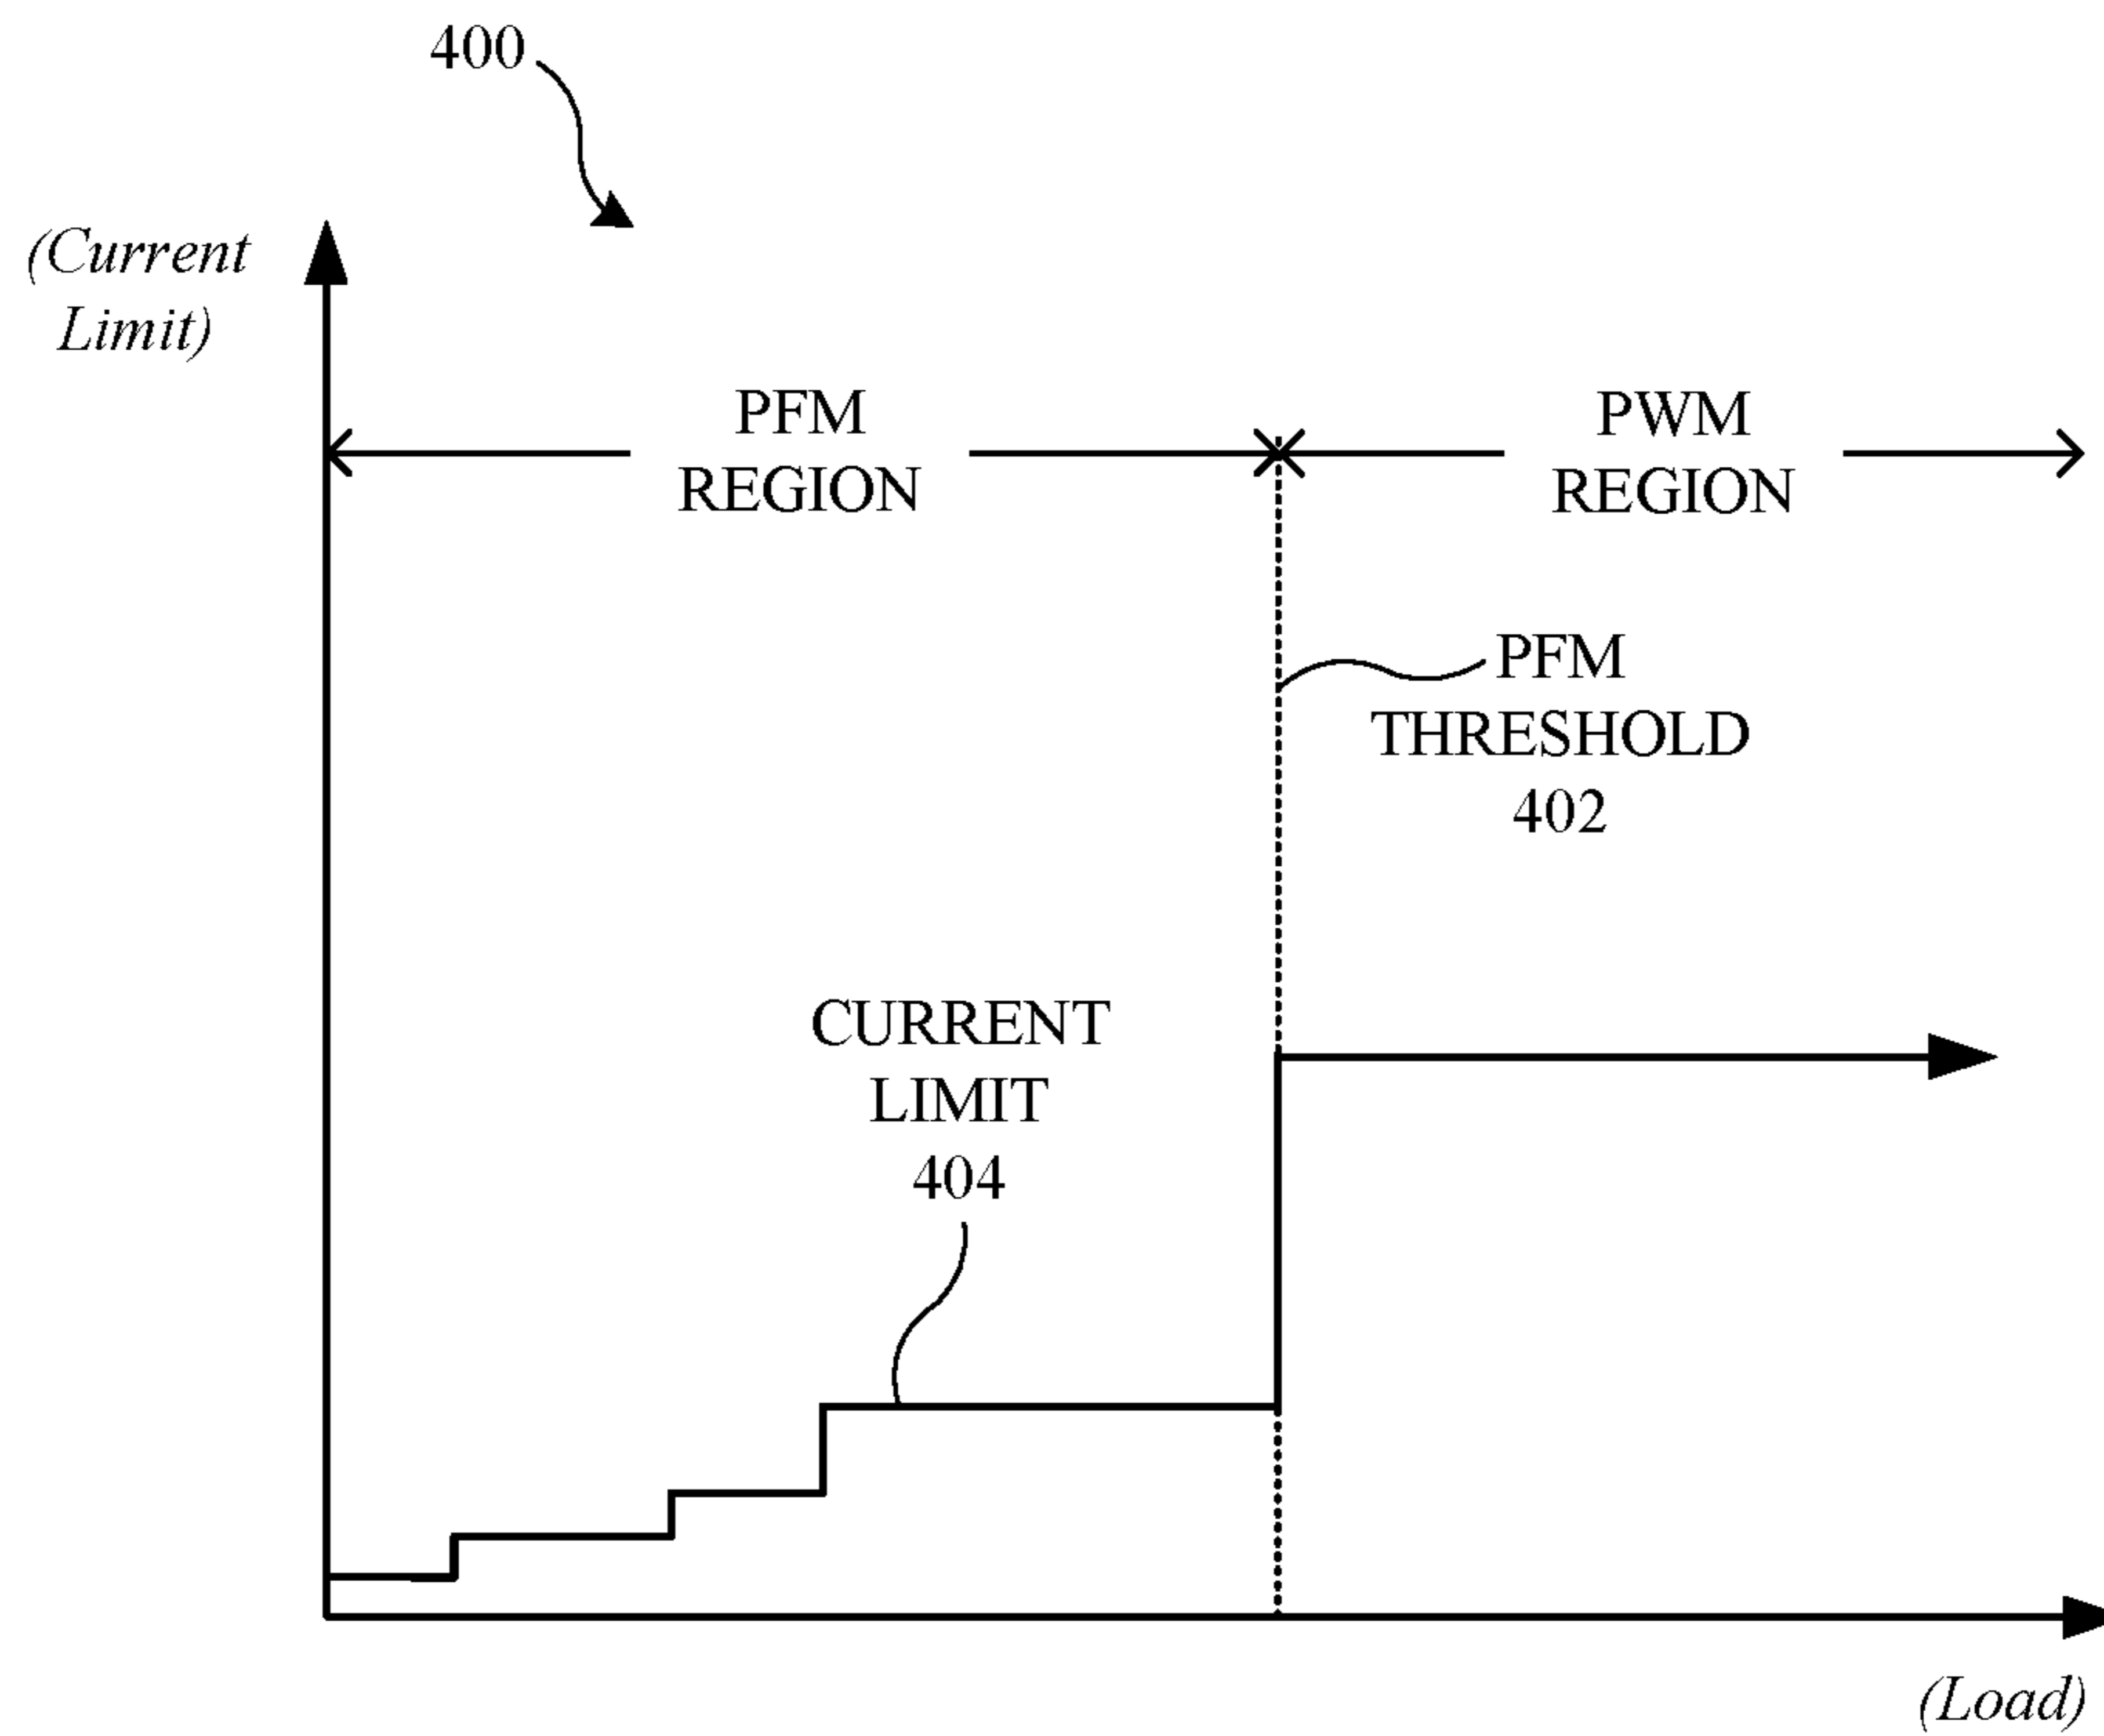 400
(Current
Limit)
PFM
REGION
PWM
REGION
PFM
THRESHOLD
402
CURRENT
LIMIT
404
(Load)